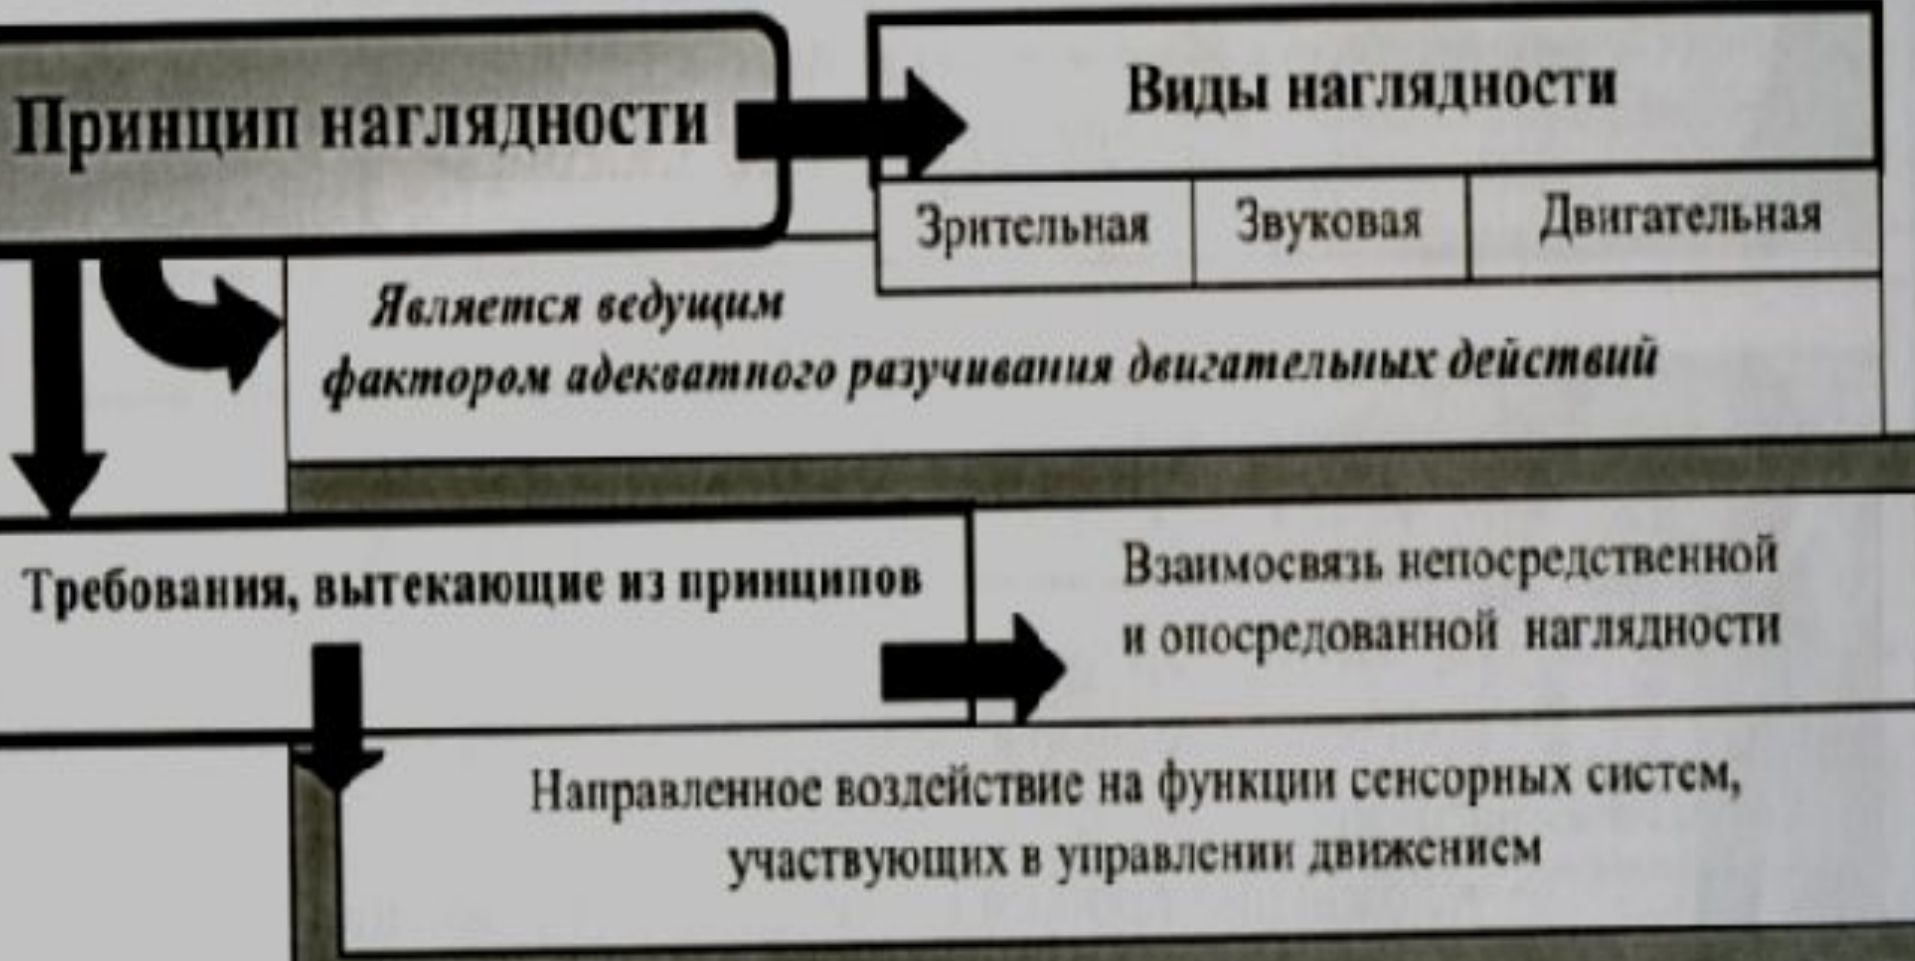 Принцип наглядности
Виды наглядности
Зрительная
Звуковая
Двигательная
Является ведущим
фактором адекватного разучивания двигательных действий
Требования, вытекающие из принципов
Взаимосвязь непосредственной
и опосредованной наглядности
Направленное воздействие на функции сенсорных систем,
участвующих в управлении движением